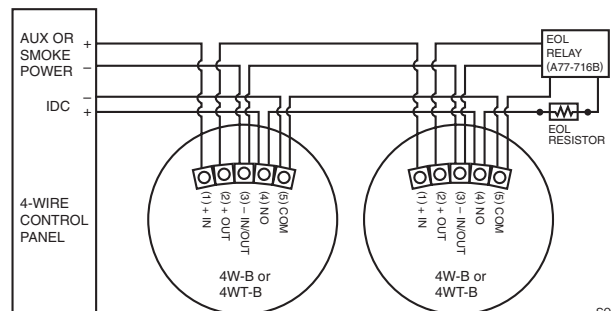 AUX OR
SMOKE
POWER
+
–
IDC
–
+
4-WIRE
CONTROL
PANEL
(1) + IN
(2) + OUT
(3) – IN/OUT
(4) NO
(5) COM
4W-B or
4WT-B
(1) + IN
(2) + OUT
(3) – IN/OUT
(4) NO
(5) COM
4W-B or
4WT-B
EOL
RELAY
(A77-716B)
EOL
RESISTOR